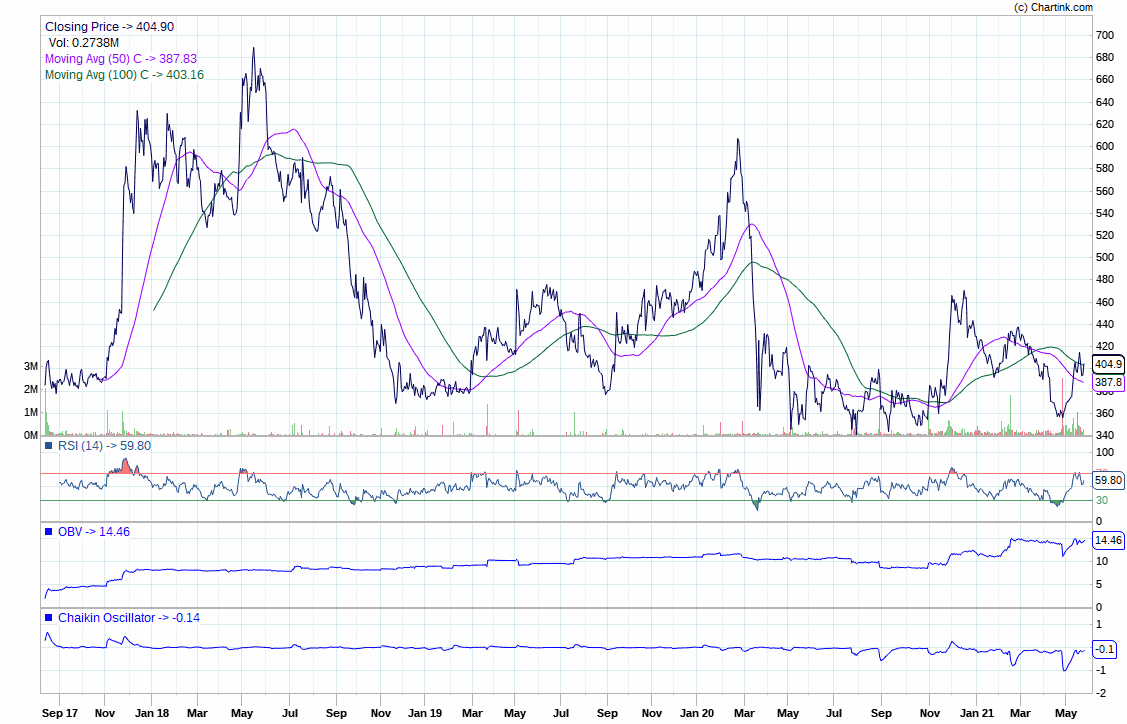 (c) Chartink.com
Closing Price -> 404.90
Vol: 0.2738M
Moving Avg (50) C -> 387.83
Moving Avg (100) C -> 403.16
700
680
660
640
620
600
580
560
540
520
500
480
460
440
420
404.9
387.8
380
360
340
3M
2M
1M
0M
RSI (14) -> 59.80
100
70
59.80
30
0
OBV -> 14.46
14.46
10
5
0
Chaikin Oscillator -> -0.14
1
-0.1
-1
-2
Sep 17 Nov Jan 18 Mar May Jul Sep Nov Jan 19 Mar May Jul Sep Nov Jan 20 Mar May Jul Sep Nov Jan 21 Mar May